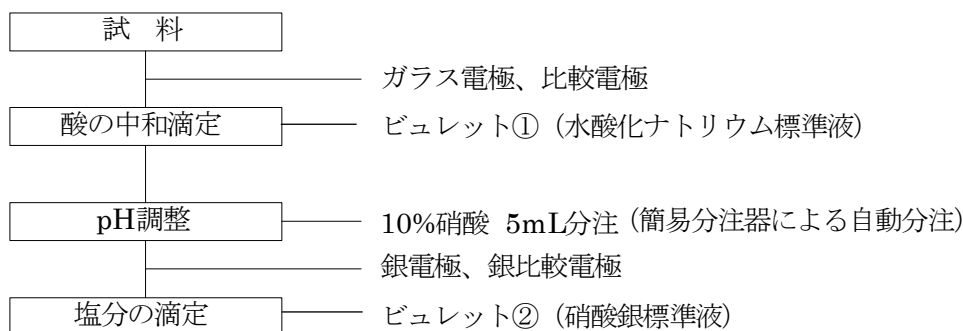 試 料
ガラス電極、比較電極
酸の中和滴定
ビュレット①(水酸化ナトリウム標準液)
pH調整
10%硝酸 5mL分注(簡易分注器による自動分注)
銀電極、銀比較電極
塩分の滴定
ビュレット②(硝酸銀標準液)